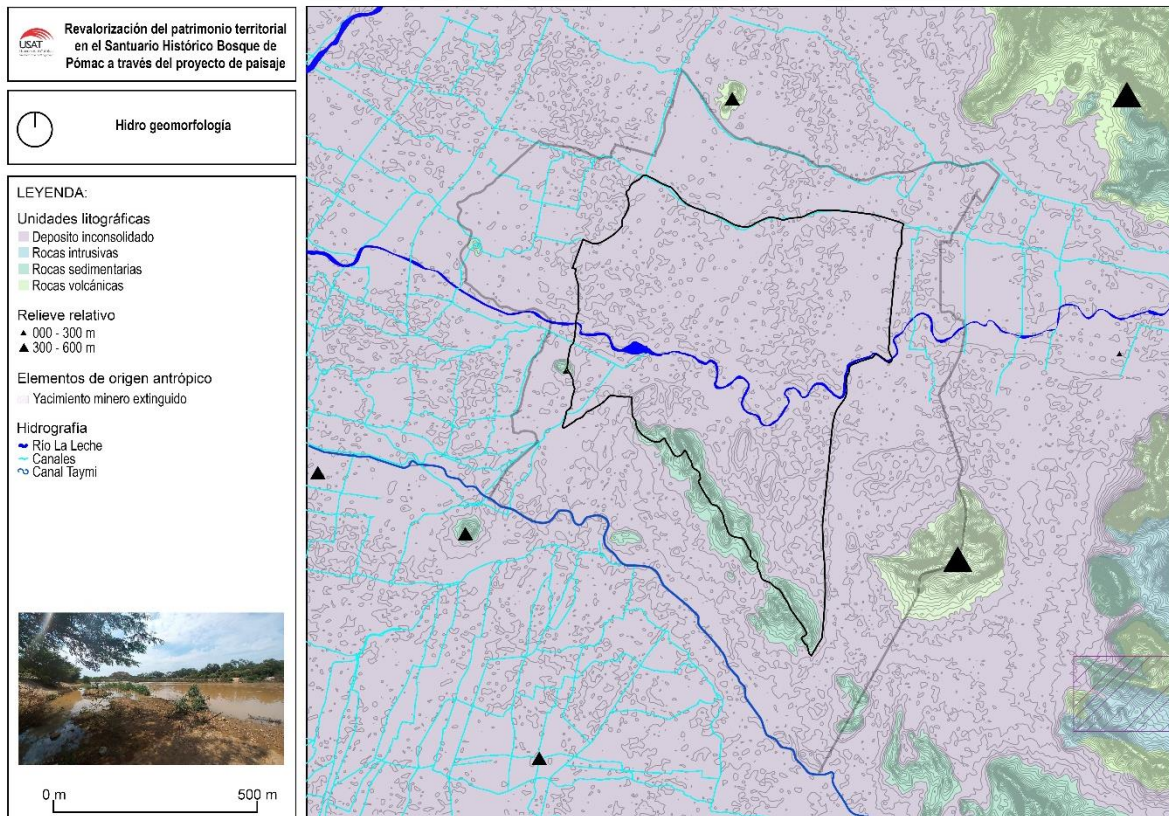 USAT
Revalorización del patrimonio territorial
en el Santuario Histórico Bosque de
Pómac a través del proyecto de paisaje
Hidro geomorfología
LEYENDA:
Unidades litográficas
Deposito inconsolidado
Rocas intrusivas
Rocas sedimentarias
Rocas volcánicas
Relieve relativo
000 - 300 m
300 - 600 m
Elementos de origen antrópico
Yacimiento minero extinguido
Hidrografia
Río La Leche
Canales
Canal Taymi
0 m
500 m